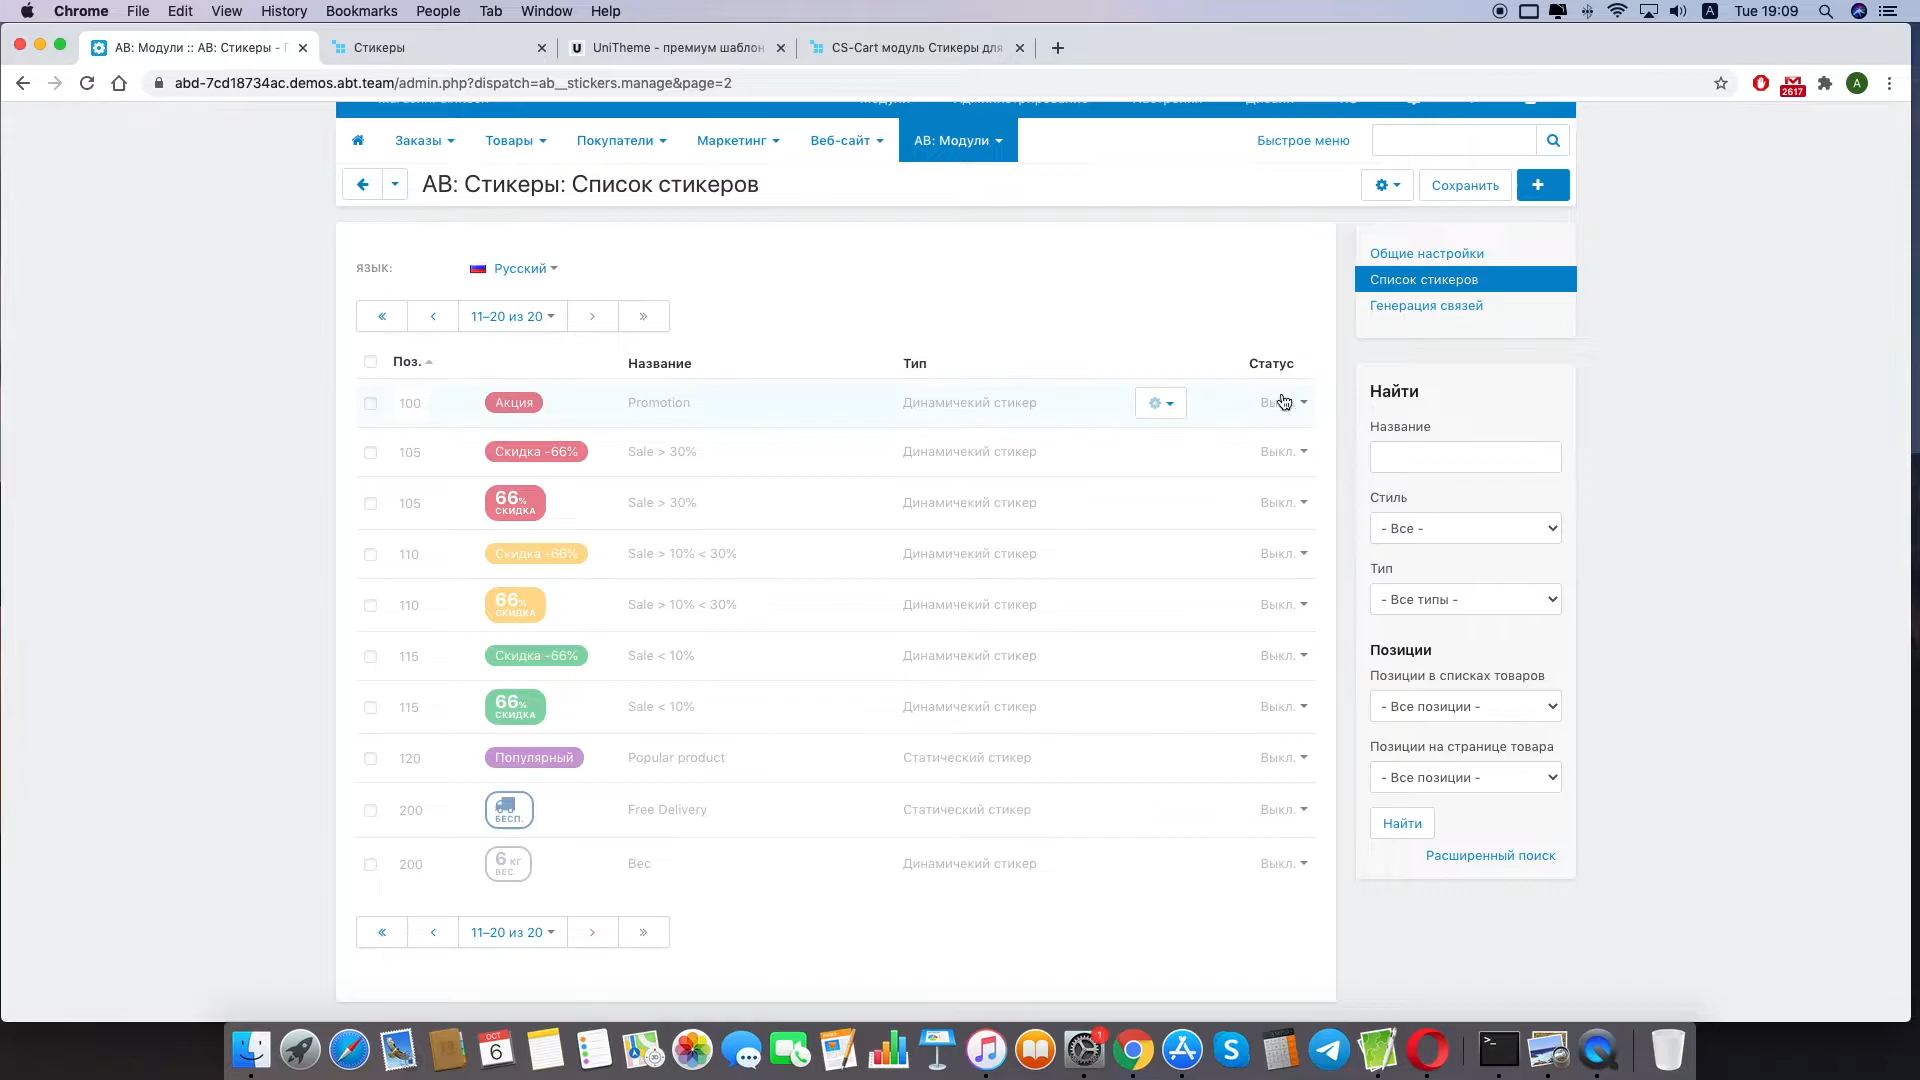 Chrome File Edit View History Bookmarks People Tab Window Help
Tue 19:09
АВ: Модули :: АВ: Стикеры -
Стикеры
UniTheme - премиум шаблон
CS-Cart модуль Стикеры для
abd-7cd18734ac.demos.abt.team/admin.php?dispatch=ab__stickers.manage&page=2
2617
A
Заказы Товары Покупатели Маркетинг Веб-сайт АВ: Модули Быстрое меню
АВ: Стикеры: Список стикеров
Сохранить
ЯЗЫК: Русский
« ‹ 11–20 из 20 › »
Поз. Название Тип Статус
100 Акция Promotion Динамичекий стикер
105 Скидка -66% Sale > 30% Динамичекий стикер Выкл.
105 66% СКИДКА Sale > 30% Динамичекий стикер Выкл.
110 Скидка -66% Sale > 10% < 30% Динамичекий стикер Выкл.
110 66% СКИДКА Sale > 10% < 30% Динамичекий стикер Выкл.
115 Скидка -66% Sale < 10% Динамичекий стикер Выкл.
115 66% СКИДКА Sale < 10% Динамичекий стикер Выкл.
120 Популярный Popular product Статический стикер Выкл.
200 БЕСП. Free Delivery Статический стикер Выкл.
200 6 КГ ВЕС Вес Динамичекий стикер Выкл.
« ‹ 11–20 из 20 › »
Общие настройки
Список стикеров
Генерация связей
Найти
Название
Стиль
- Все -
Тип
- Все типы -
Позиции
Позиции в списках товаров
- Все позиции -
Позиции на странице товара
- Все позиции -
Найти
Расширенный поиск
OCT
6
1